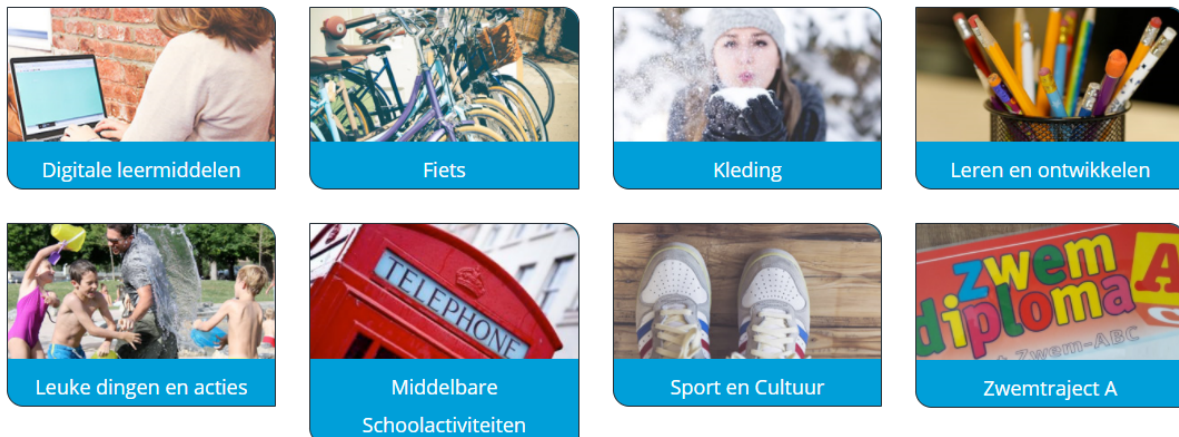 Digitale leermiddelen
Fiets
Kleding
Leren en ontwikkelen
TELEPHONE
zwem
diploma
A
Zwem-ABC
Leuke dingen en acties
Middelbare
Schoolactiviteiten
Sport en Cultuur
Zwemtraject A